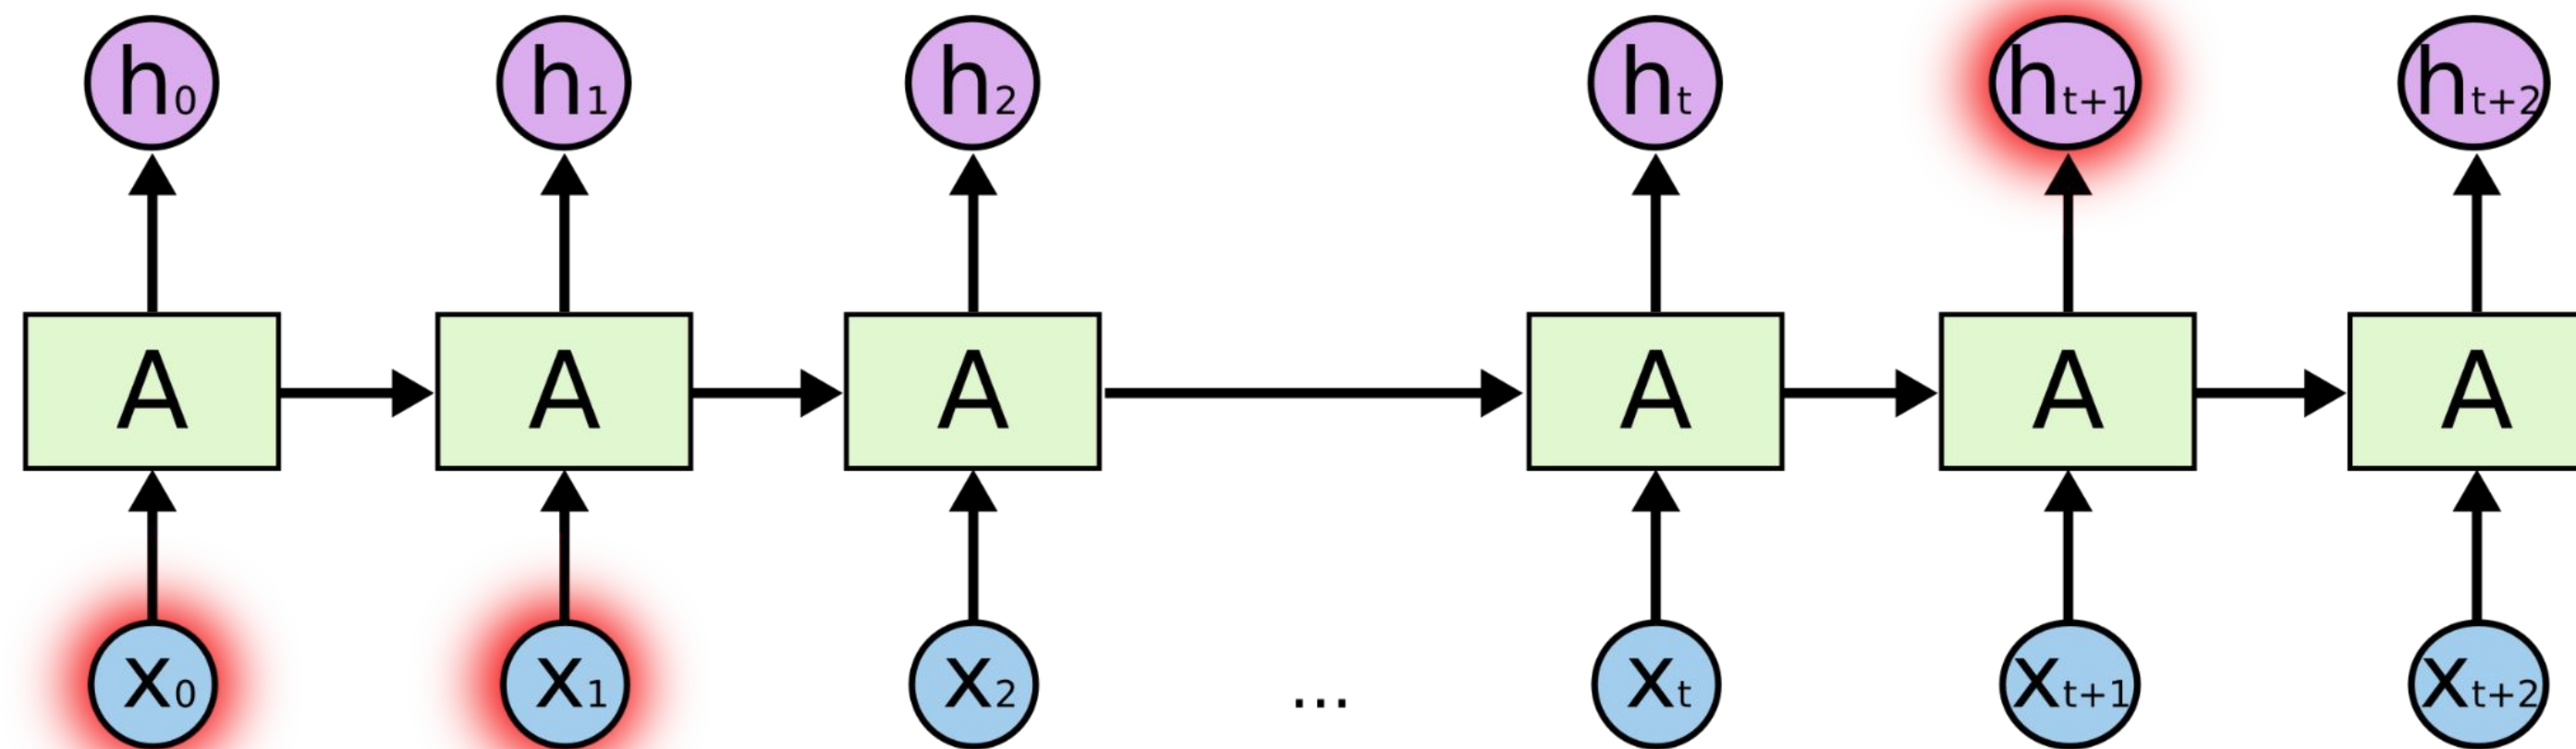 h₀ h₁ h₂ hₜ hₜ₊₁ hₜ₊₂
A A A A A A
x₀ x₁ x₂ ... xₜ xₜ₊₁ xₜ₊₂